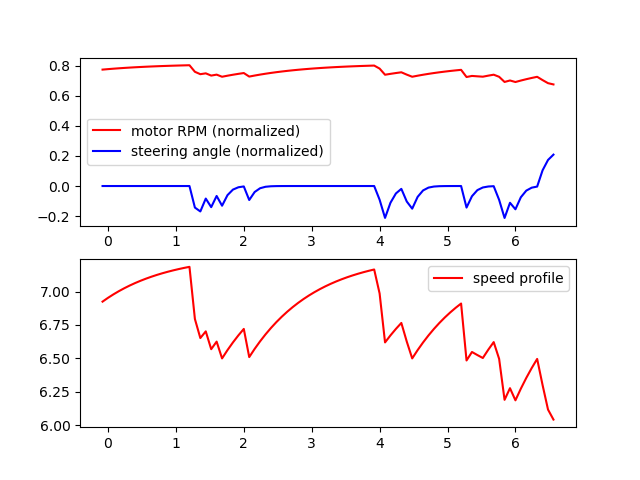 0.8
0.6
0.4
0.2
0.0
−0.2
motor RPM (normalized)
steering angle (normalized)
0 1 2 3 4 5 6
7.00
6.75
6.50
6.25
6.00
speed profile
0 1 2 3 4 5 6